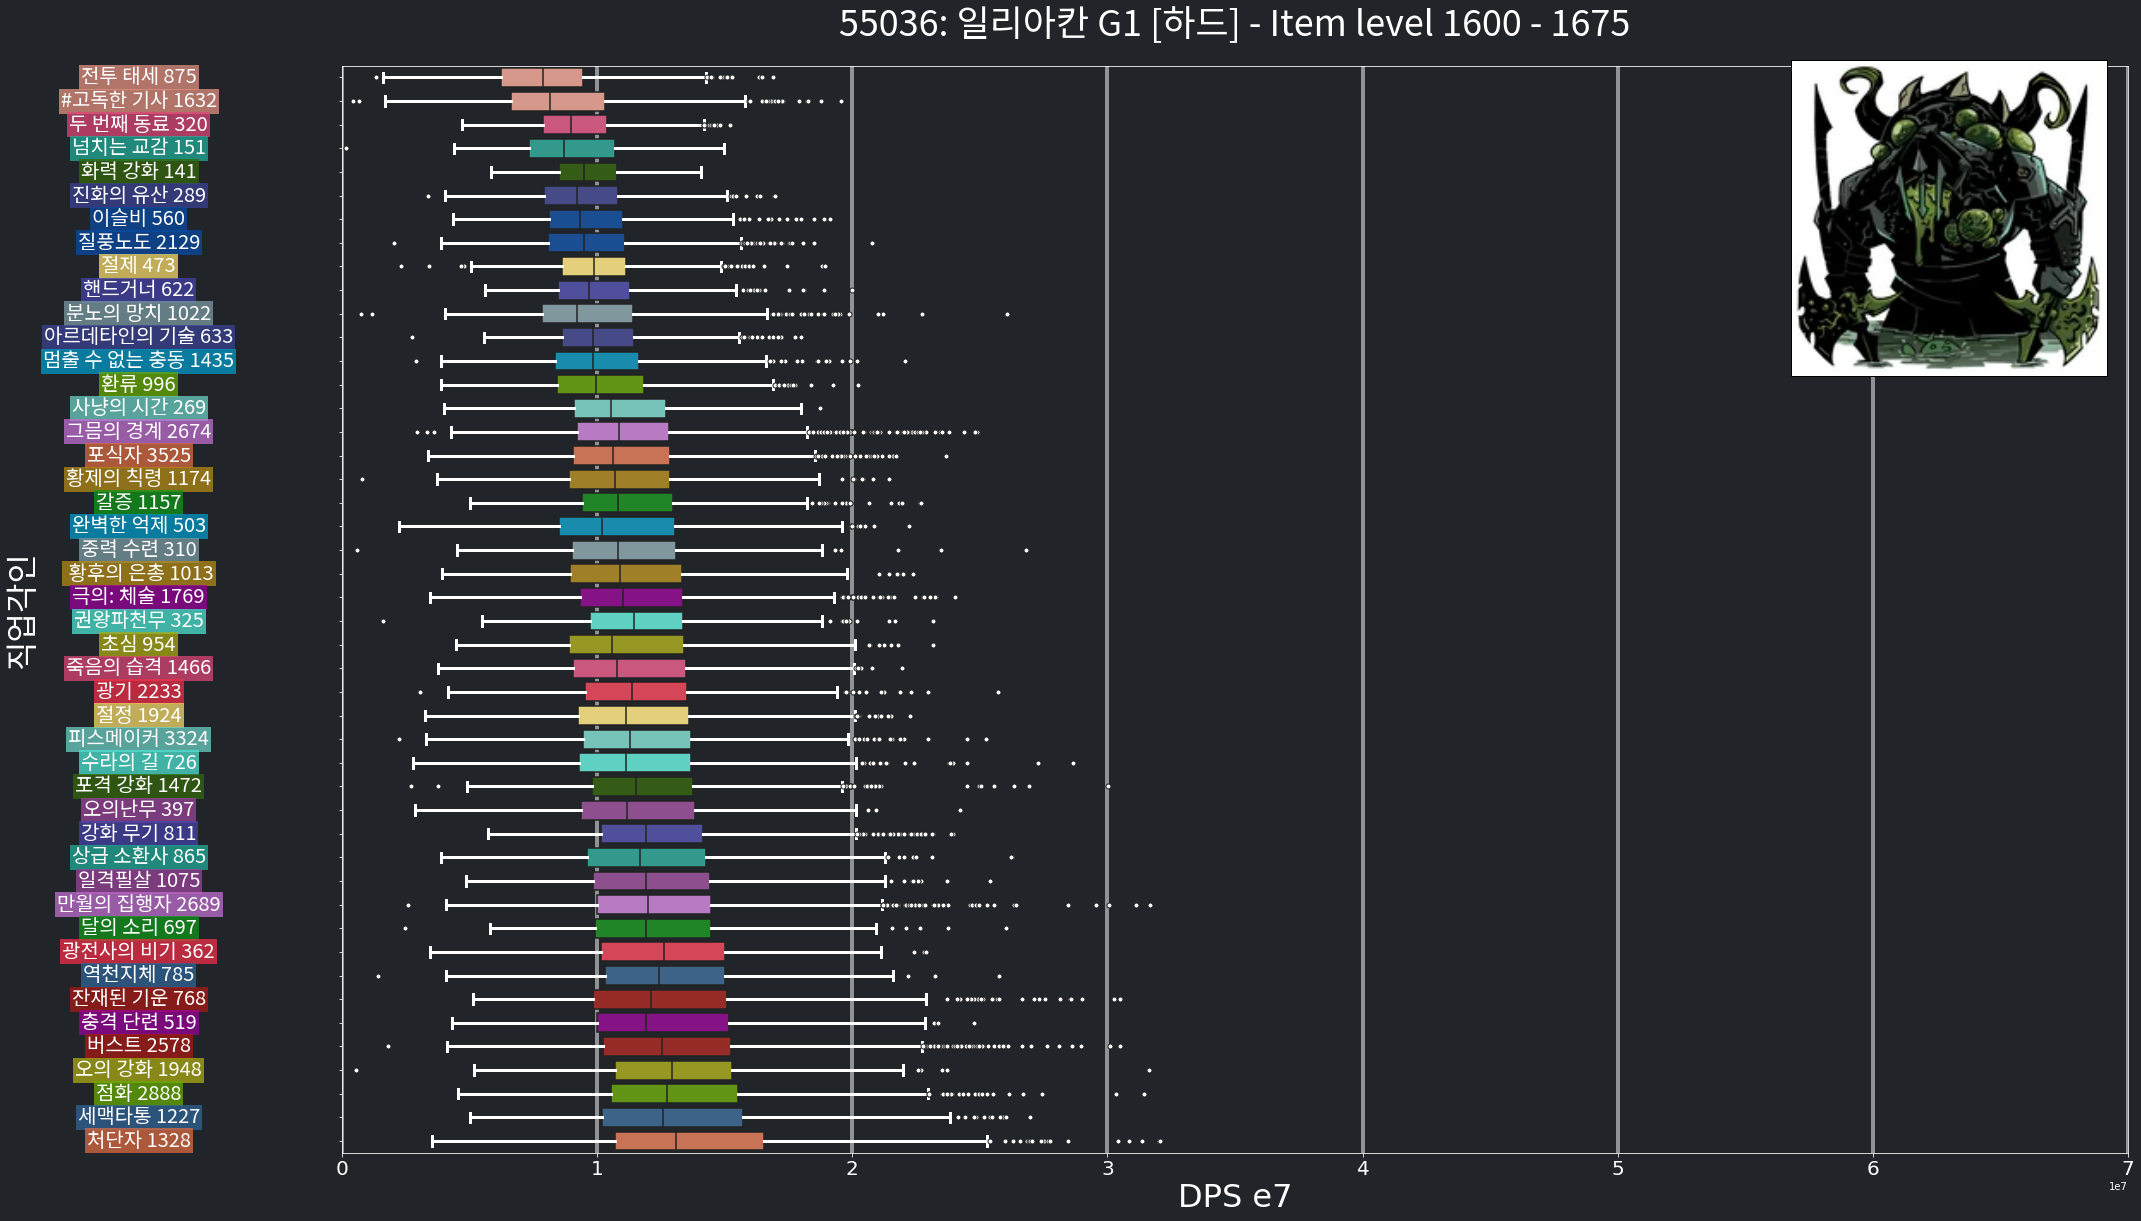 55036: 일리아칸 G1 [하드] - Item level 1600 - 1675
직업각인
전투 태세 875
#고독한 기사 1632
두 번째 동료 320
넘치는 교감 151
화력 강화 141
진화의 유산 289
이슬비 560
질풍노도 2129
절제 473
핸드거너 622
분노의 망치 1022
아르데타인의 기술 633
멈출 수 없는 충동 1435
환류 996
사냥의 시간 269
그믐의 경계 2674
포식자 3525
황제의 칙령 1174
갈증 1157
완벽한 억제 503
중력 수련 310
황후의 은총 1013
극의: 체술 1769
권왕파천무 325
초심 954
죽음의 습격 1466
광기 2233
절정 1924
피스메이커 3324
수라의 길 726
포격 강화 1472
오의난무 397
강화 무기 811
상급 소환사 865
일격필살 1075
만월의 집행자 2689
달의 소리 697
광전사의 비기 362
역천지체 785
잔재된 기운 768
충격 단련 519
버스트 2578
오의 강화 1948
점화 2888
세맥타통 1227
처단자 1328
0 1 2 3 4 5 6 7
DPS e7
1e7